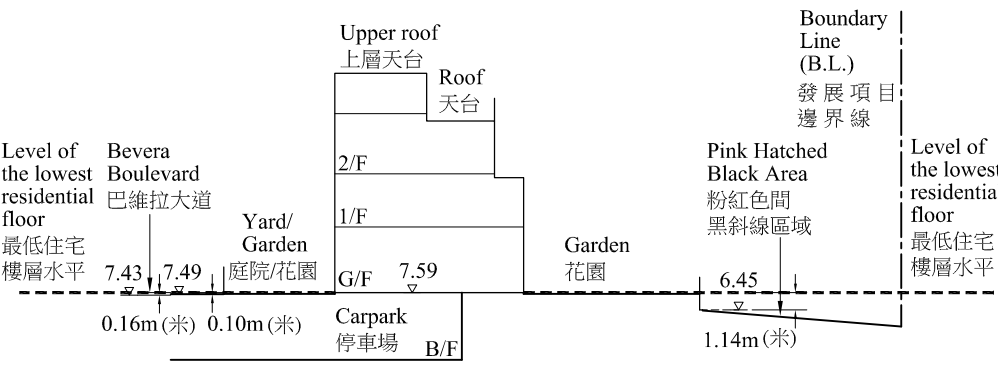 Upper roof
上層天台
Roof
天台
Boundary
Line
(B.L.)
發展項目
邊界線
Level of
the lowest
residential
floor
最低住宅
樓層水平
Bevera
Boulevard
巴維拉大道
Yard/
Garden
庭院/花園
2/F
1/F
G/F
7.59
Garden
花園
Pink Hatched
Black Area
粉紅色間
黑斜線區域
Level of
the lowest
residential
floor
最低住宅
樓層水平
7.43
7.49
6.45
0.16m(米)
0.10m(米)
Carpark
停車場
B/F
1.14m(米)